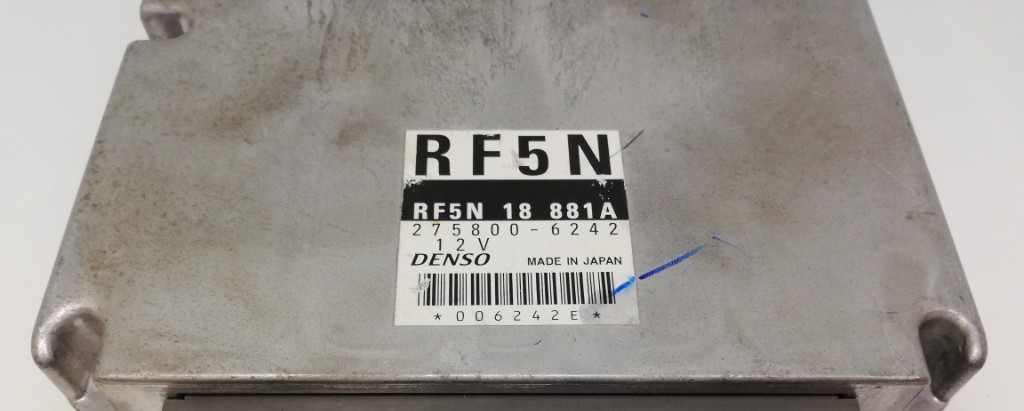 RF5N
RF5N 18 881A
275800-6242
12V
DENSO MADE IN JAPAN
*006242E*